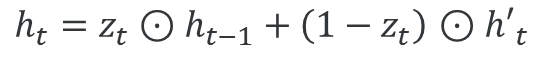 hₜ = zₜ ⊙ hₜ₋₁ + (1 − zₜ) ⊙ h′ₜ